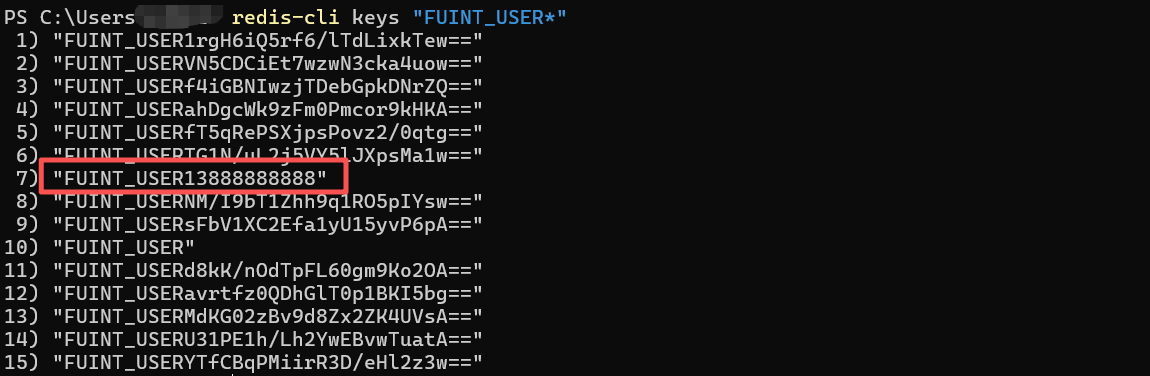 PS C:\Users redis-cli keys "FUINT_USER*"
1) "FUINT_USER1rgH6iQ5rf6/lTdLixkTew=="
2) "FUINT_USERVN5CDCiEt7wzwN3cka4uow=="
3) "FUINT_USERf4iGBNIwzjTDebGpkDNrZQ=="
4) "FUINT_USERahDgcWk9zFm0Pmcor9kHKA=="
5) "FUINT_USERfT5qRePSXjpsPovz2/0qtg=="
6) "FUINT_USERTG1N/uL2j5VY5lJXpsMa1w=="
7) "FUINT_USER13888888888"
8) "FUINT_USERNM/I9bT1Zhh9q1RO5pIYsw=="
9) "FUINT_USERsFbV1XC2Efa1yU15yvP6pA=="
10) "FUINT_USER"
11) "FUINT_USERd8kK/nOdTpFL60gm9Ko2OA=="
12) "FUINT_USERavrtfz0QDhGlT0p1BKI5bg=="
13) "FUINT_USERMdKG02zBv9d8Zx2ZK4UVsA=="
14) "FUINT_USERU31PE1h/Lh2YwEBvwTuatA=="
15) "FUINT_USERYTfCBqPMiirR3D/eHl2z3w=="